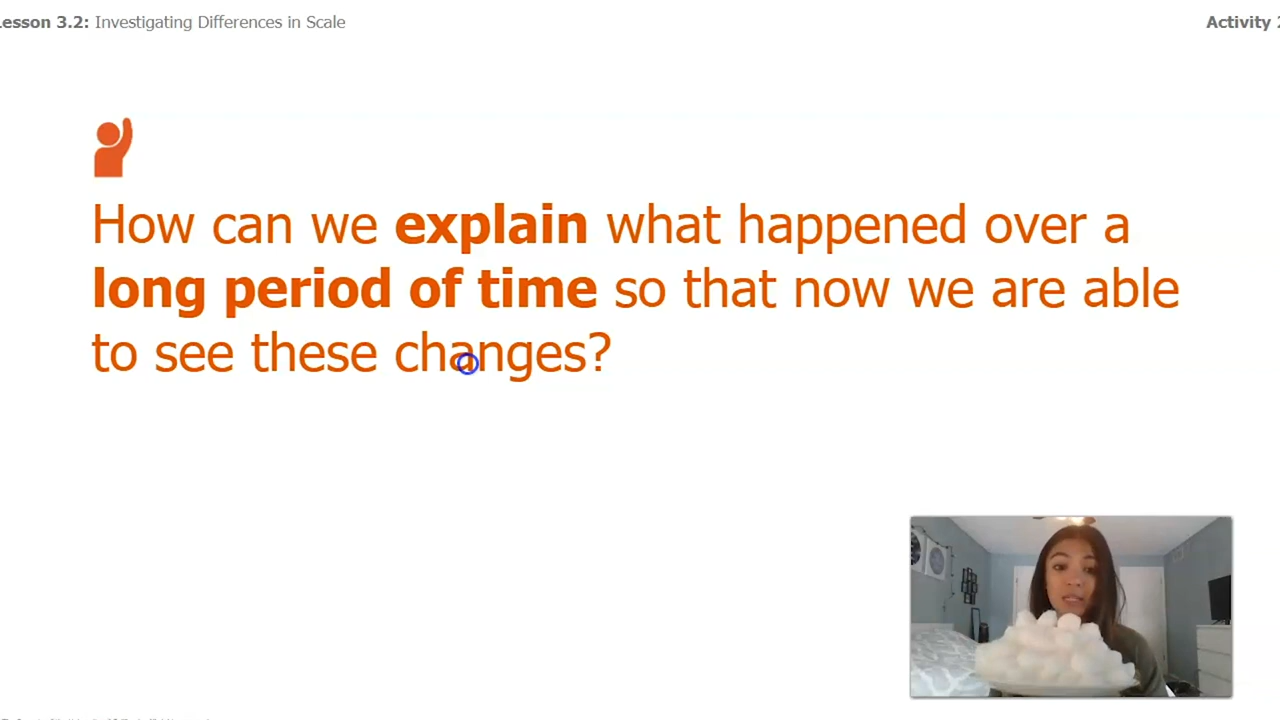 Lesson 3.2: Investigating Differences in Scale
Activity 2
How can we explain what happened over a
long period of time so that now we are able
to see these changes?